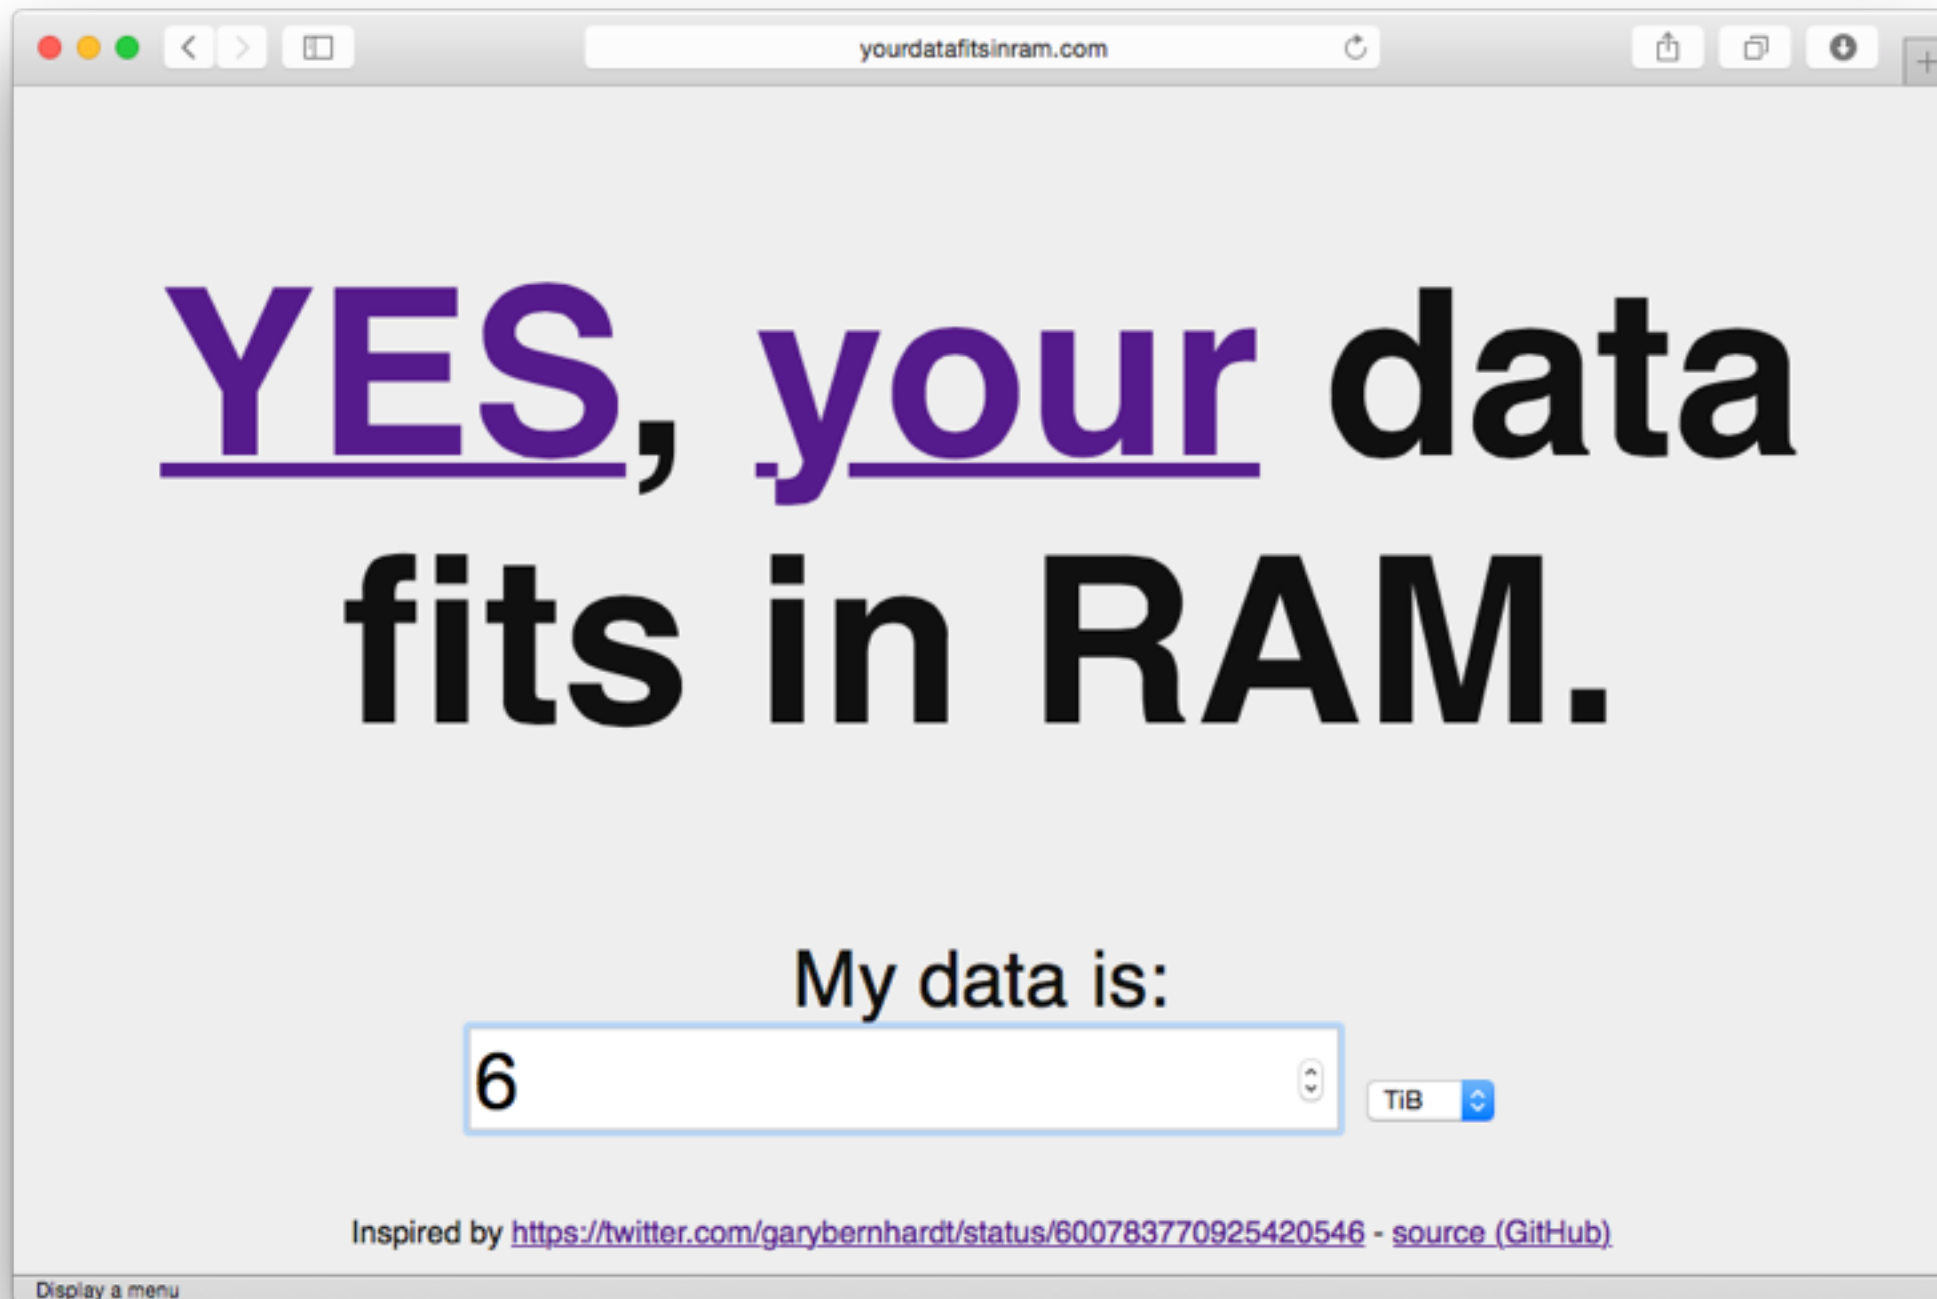 yourdatafitsinram.com
YES, your data
fits in RAM.
My data is:
6
TiB
Inspired by https://twitter.com/garybernhardt/status/600783770925420546 - source (GitHub)
Display a menu